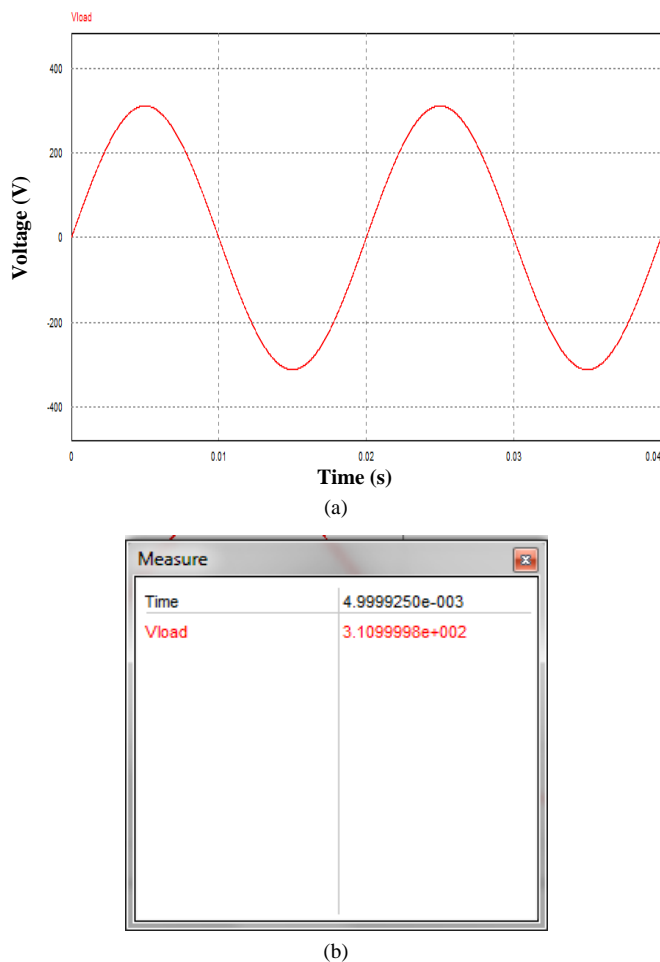 Vload
400
200
0
-200
-400
Voltage (V)
0
0.01
0.02
0.03
0.04
Time (s)
(a)
Measure
x
Time 4.9999250e-003
Vload 3.1099998e+002
(b)